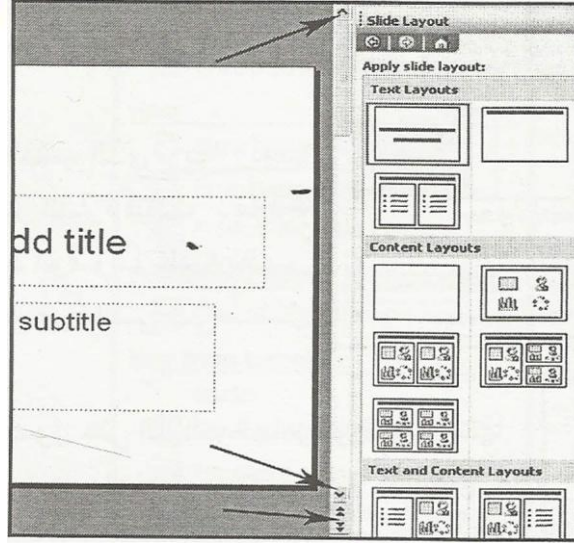 Slide Layout
Apply slide layout:
Text Layouts
dd title
subtitle
Content Layouts
Text and Content Layouts